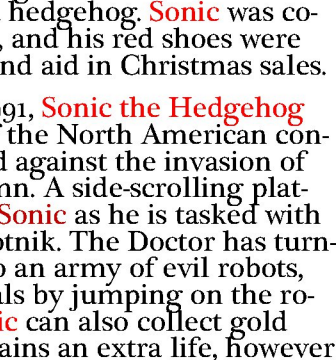 hedgehog. Sonic was co-
, and his red shoes were
nd aid in Christmas sales.
991, Sonic the Hedgehog
the North American con-
against the invasion of
mn. A side-scrolling plat-
Sonic as he is tasked with
otnik. The Doctor has turn-
o an army of evil robots,
ls by jumping on the ro-
ic can also collect gold
ains an extra life, however